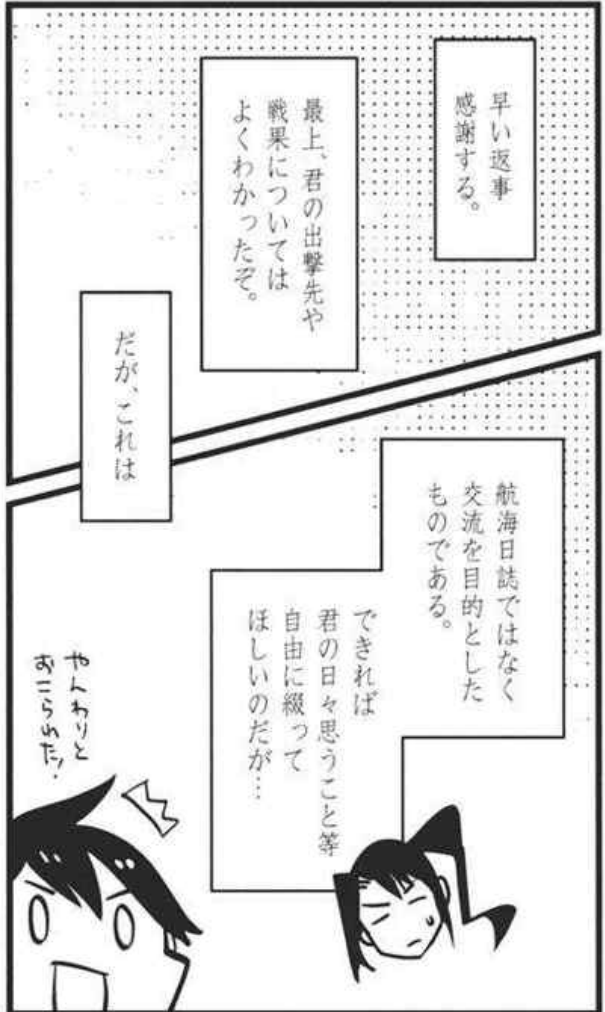 早い返事
感謝する。
最上、君の出撃先や
戦果については
よくわかったぞ。
だが、これは
航海日誌ではなく
交流を目的とした
ものである。
できれば
君の日々思うこと等
自由に綴って
ほしいのだが…
やんわりと
おこられた!